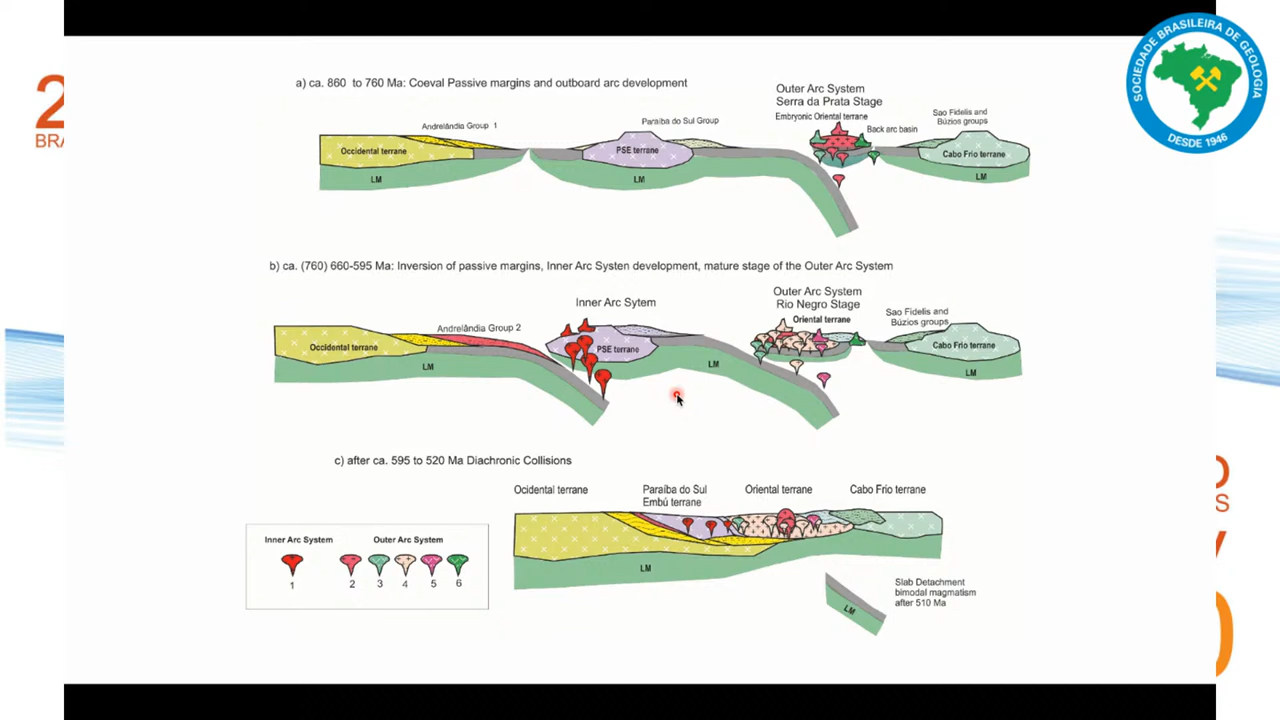 SOCIEDADE BRASILEIRA DE GEOLOGIA
DESDE 1946
2
BRA
a) ca. 860 to 760 Ma: Coeval Passive margins and outboard arc development
Outer Arc System
Serra da Prata Stage
Embryonic Oriental terrane
Back arc basin
Sao Fidelis and
Búzios groups
Andrelândia Group 1
Paraíba do Sul Group
Occidental terrane
PSE terrane
Cabo Frio terrane
LM
LM
LM
b) ca. (760) 660-595 Ma: Inversion of passive margins, Inner Arc Systen development, mature stage of the Outer Arc System
Inner Arc Sytem
Outer Arc System
Rio Negro Stage
Oriental terrane
Sao Fidelis and
Búzios groups
Andrelândia Group 2
Occidental terrane
PSE terrane
Cabo Frio terrane
LM
LM
LM
c) after ca. 595 to 520 Ma Diachronic Collisions
Ocidental terrane
Paraíba do Sul
Embú terrane
Oriental terrane
Cabo Frio terrane
LM
LM
Slab Detachment
bimodal magmatism
after 510 Ma
Inner Arc System
Outer Arc System
1 2 3 4 5 6